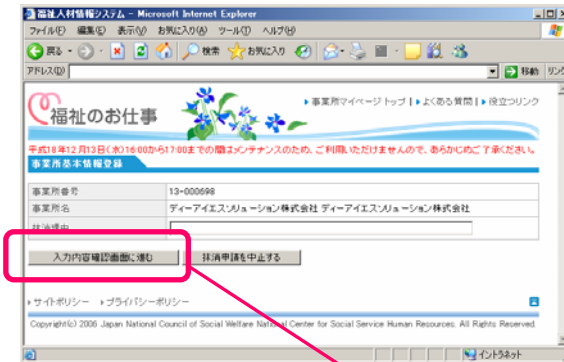 福祉人材情報システム - Microsoft Internet Explorer
ファイル(F) 編集(E) 表示(V) お気に入り(A) ツール(T) ヘルプ(H)
戻る 検索 お気に入り
アドレス(D) 移動 リンク
福祉のお仕事
事業所マイページ トップ | よくある質問 | 役立つリンク
平成18年12月13日(水)16:00から17:00までの間はメンテナンスのため、ご利用いただけませんので、あらかじめご了承ください。
事業所基本情報登録
事業所番号 13-000698
事業所名 ディーアイエスソリューション株式会社 ディーアイエスソリューション株式会社
抹消理由
入力内容確認画面に進む 抹消申請を中止する
サイトポリシー プライバシーポリシー
Copyright(c) 2006 Japan National Council of Social Welfare National Center for Social Service Human Resources. All Rights Reserved.
イントラネット